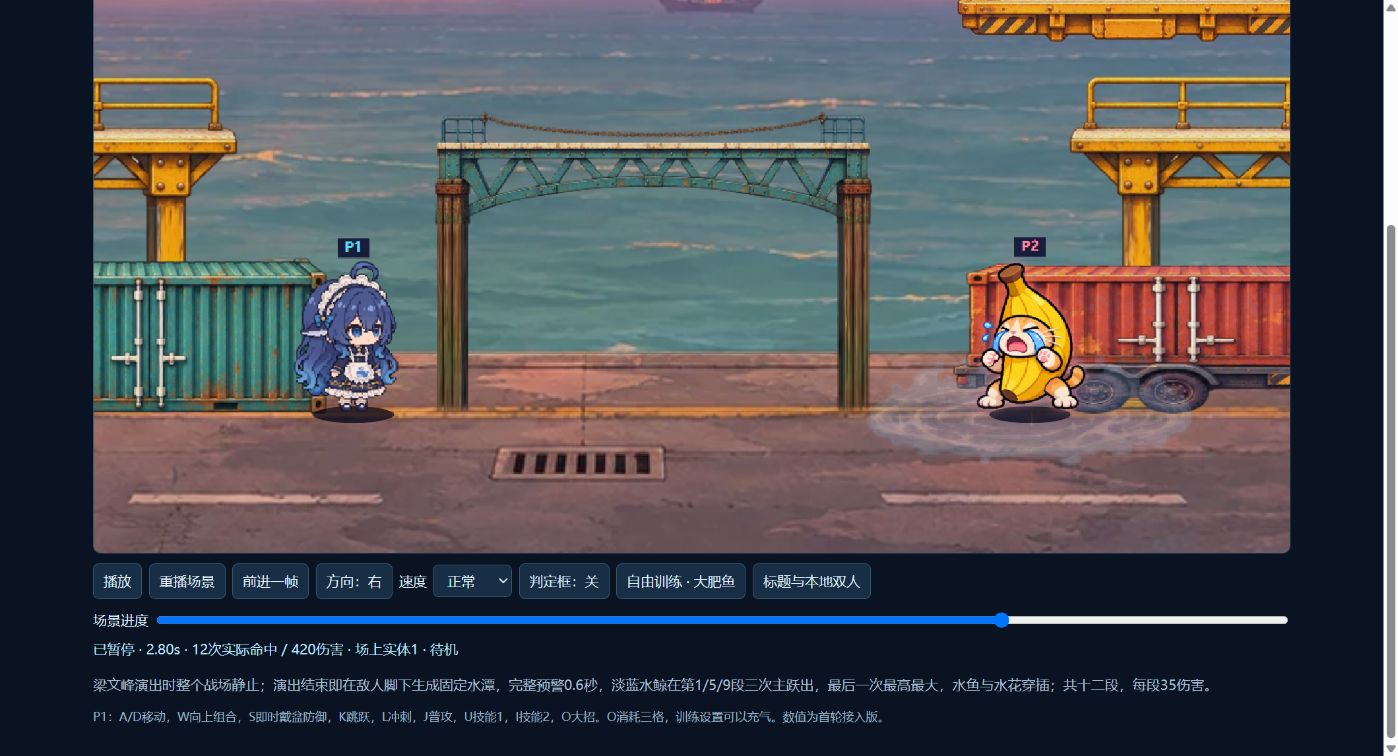 P1
P2
播放 重播场景 前进一帧 方向：右 速度 正常 判定框：关 自由训练 · 大肥鱼 标题与本地双人
场景进度
已暂停 · 2.80s · 12次实际命中 / 420伤害 · 场上实体1 · 待机
梁文峰演出时整个战场静止；演出结束即在敌人脚下生成固定水潭，完整预警0.6秒，淡蓝水鲸在第1/5/9段三次主跃出，最后一次最高最大，水鱼与水花穿插；共十二段，每段35伤害。
P1：A/D移动，W向上组合，S即时戴盆防御，K跳跃，L冲刺，J普攻，U技能1，I技能2，O大招。O消耗三格，训练设置可以充气。数值为首轮接入版。